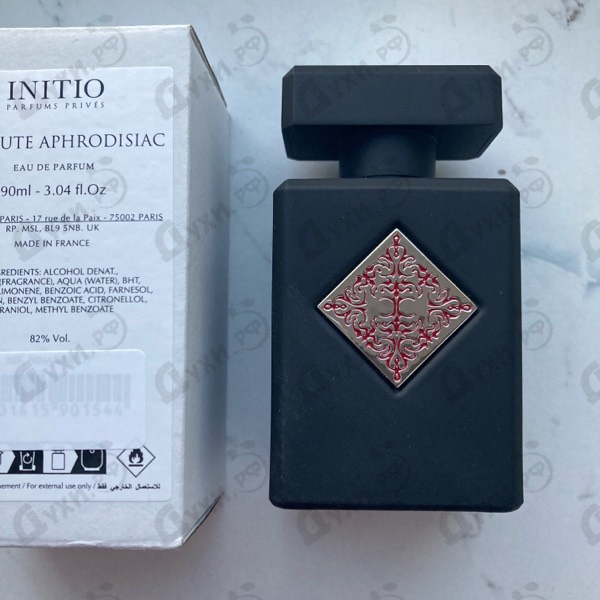 INITIO
PARFUMS PRIVÉS
UTE APHRODISIAC
EAU DE PARFUM
90ml - 3.04 fl.Oz
PARIS - 17 rue de la Paix - 75002 PARIS
RP. MSL, BL9 5NB. UK
MADE IN FRANCE
REDIENTS: ALCOHOL DENAT.,
(FRAGRANCE), AQUA (WATER), BHT,
LIMONENE, BENZOIC ACID, FARNESOL,
N, BENZYL BENZOATE, CITRONELLOL,
RANIOL, METHYL BENZOATE
82% Vol.
1415 901544
ement / For external use only / للاستعمال الخارجي فقط
ДУХИ.РФ